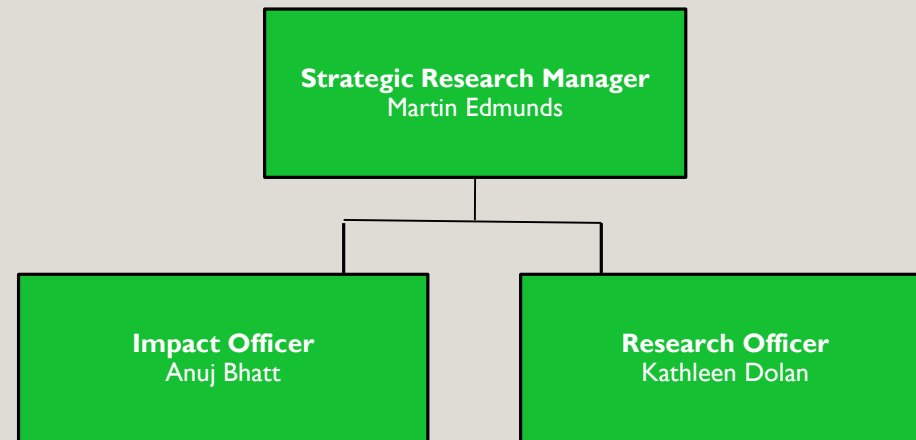 Strategic Research Manager
Martin Edmunds
Impact Officer
Anuj Bhatt
Research Officer
Kathleen Dolan